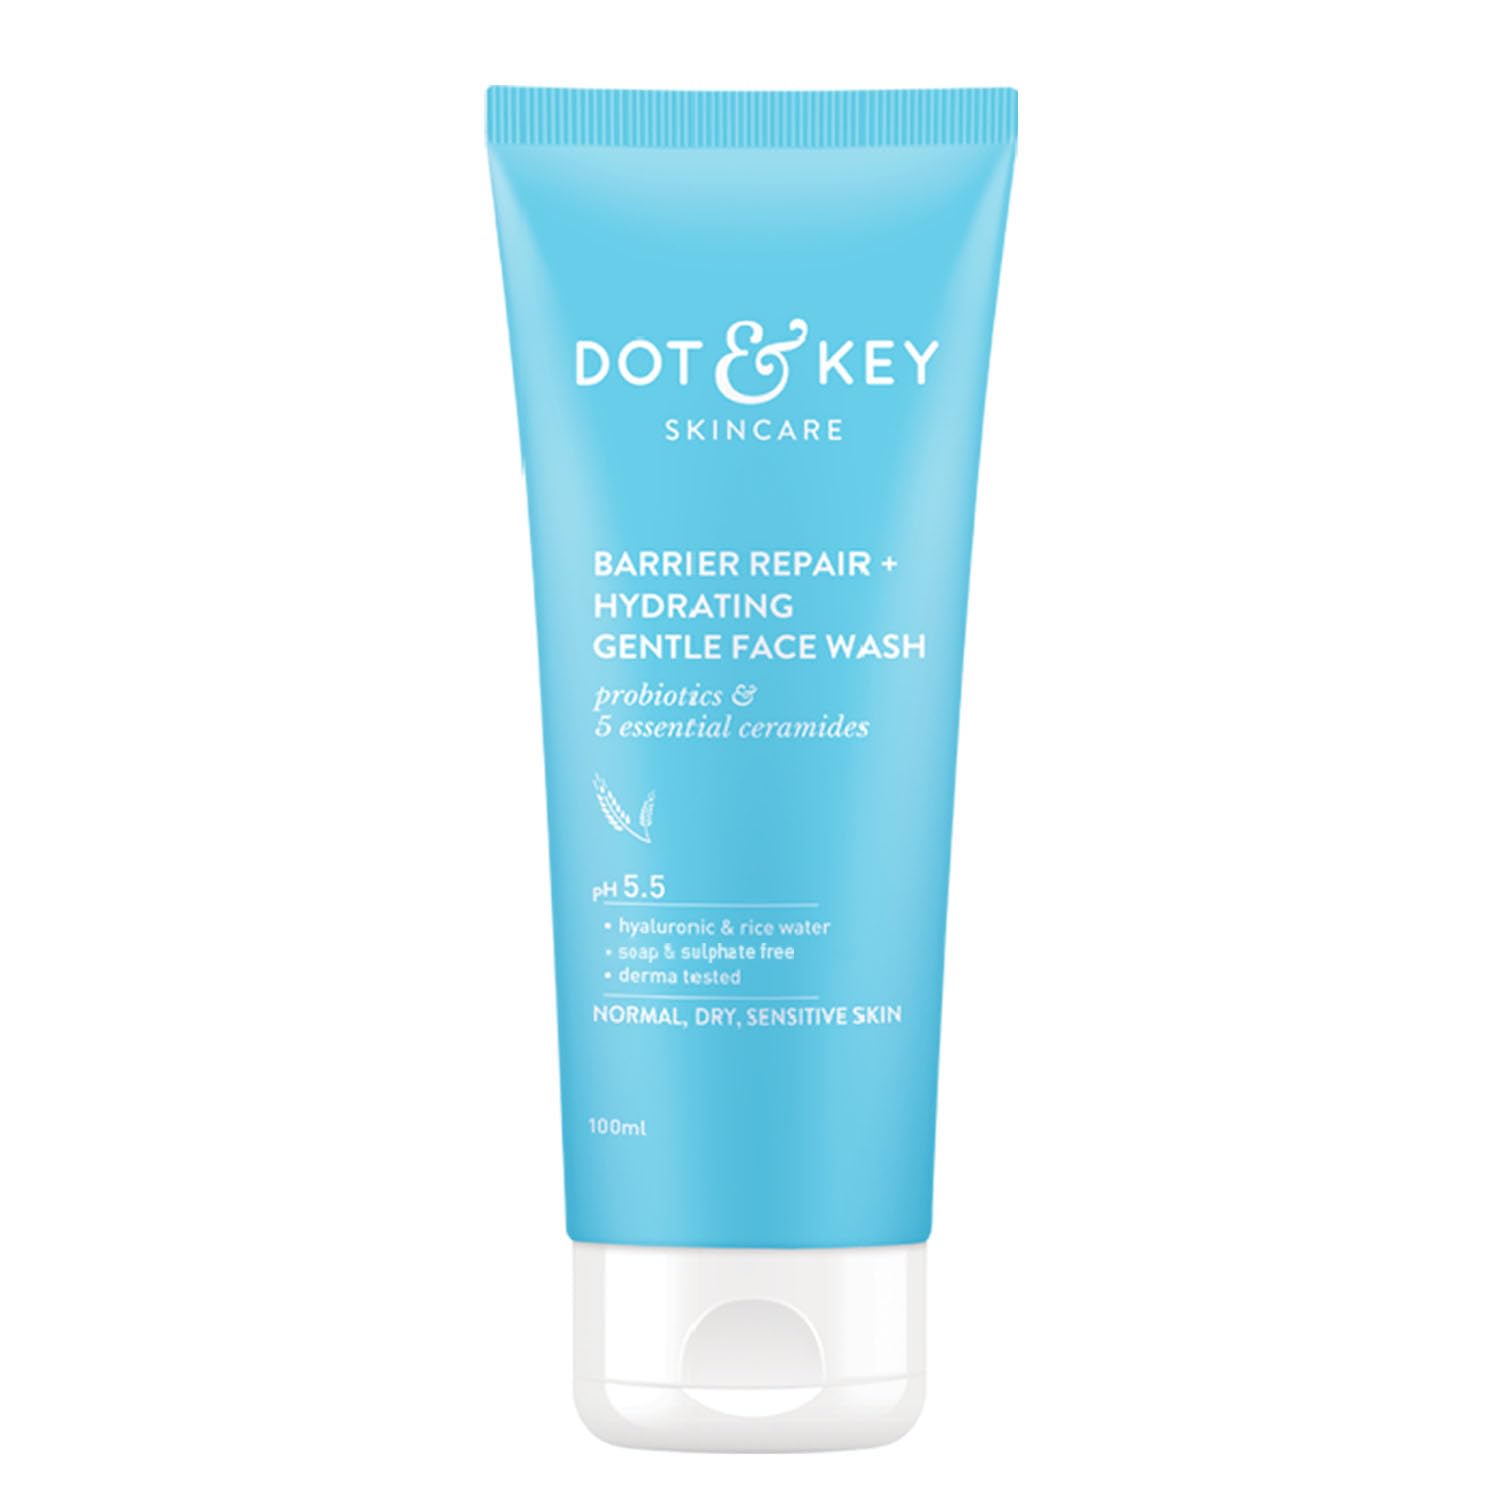 DOT & KEY
SKINCARE
BARRIER REPAIR +
HYDRATING
GENTLE FACE WASH
probiotics &
5 essential ceramides
pH 5.5
• hyaluronic & rice water
• soap & sulphate free
• derma tested
NORMAL, DRY, SENSITIVE SKIN
100ml